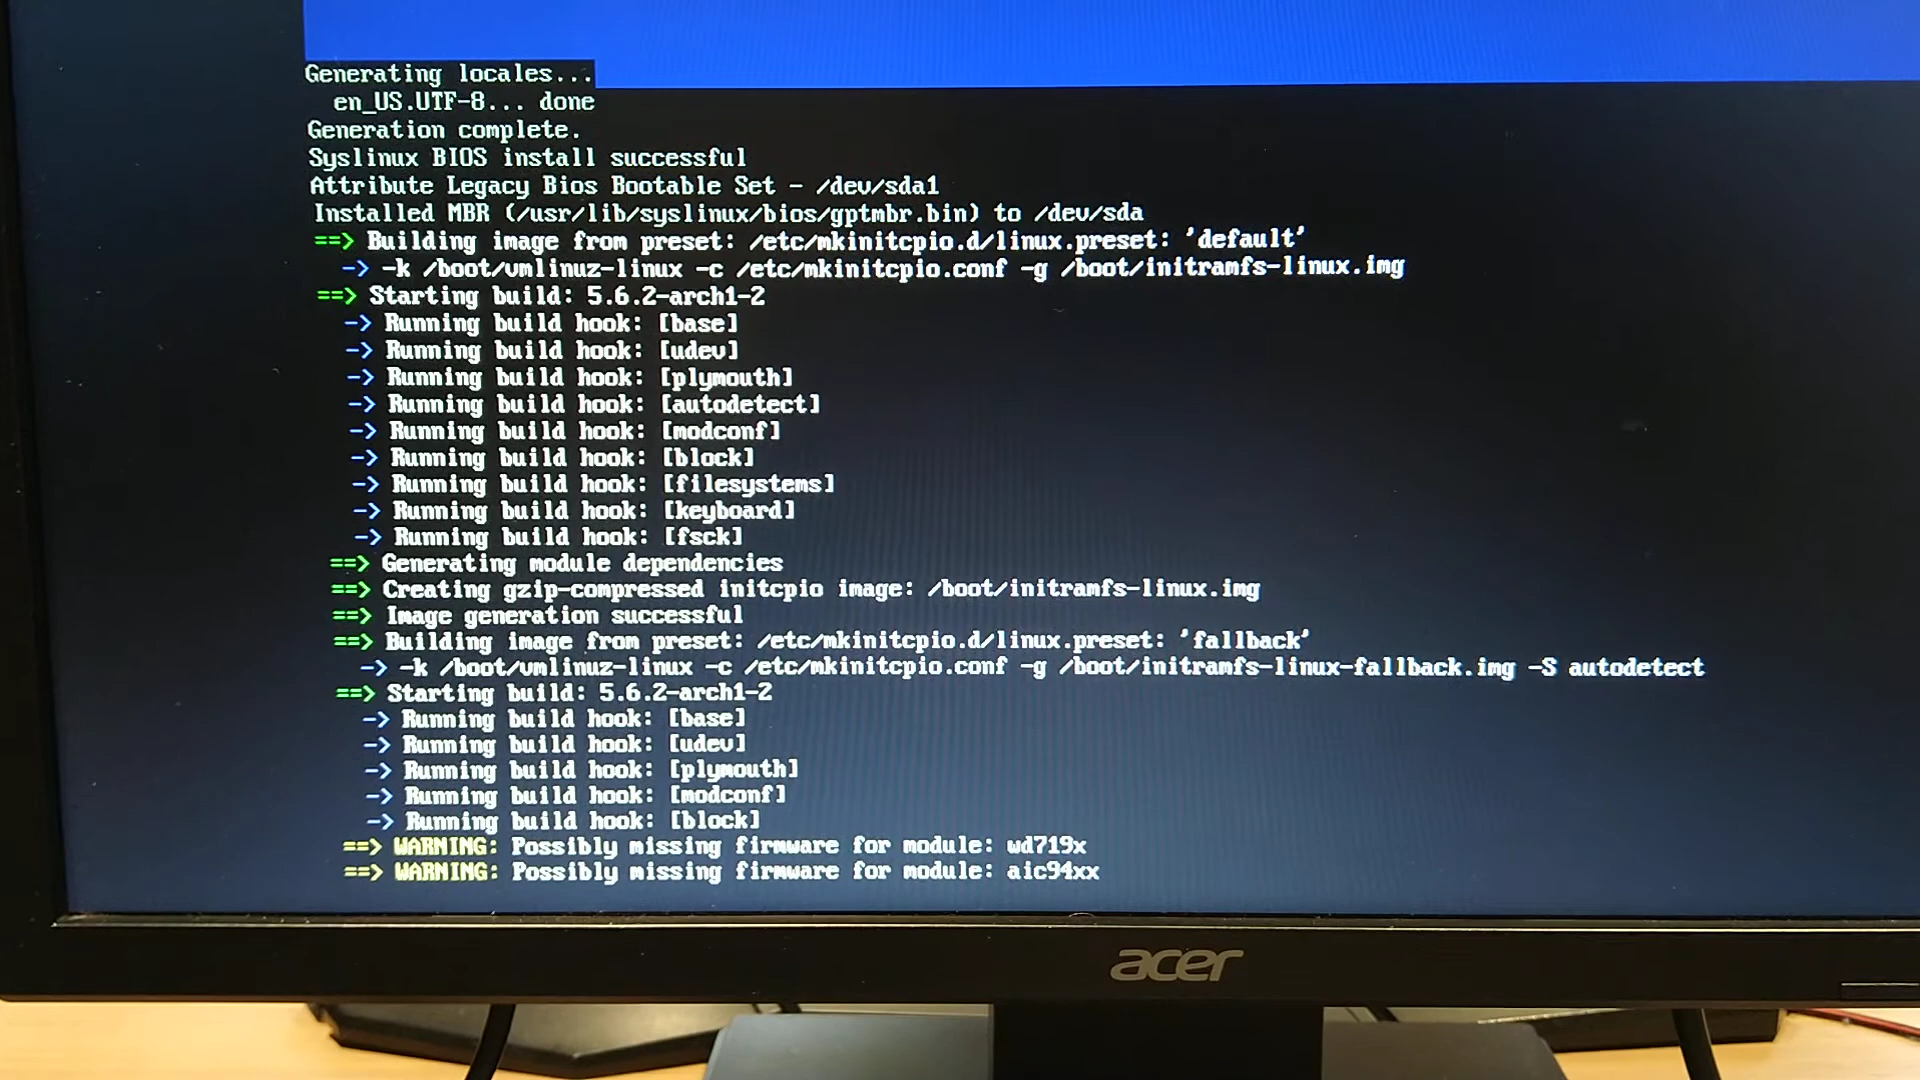 Generating locales...
en_US.UTF-8... done
Generation complete.
Syslinux BIOS install successful
Attribute Legacy Bios Bootable Set - /dev/sda1
Installed MBR (/usr/lib/syslinux/bios/gptmbr.bin) to /dev/sda
==> Building image from preset: /etc/mkinitcpio.d/linux.preset: 'default'
-> -k /boot/vmlinuz-linux -c /etc/mkinitcpio.conf -g /boot/initramfs-linux.img
==> Starting build: 5.6.2-arch1-2
-> Running build hook: [base]
-> Running build hook: [udev]
-> Running build hook: [plymouth]
-> Running build hook: [autodetect]
-> Running build hook: [modconf]
-> Running build hook: [block]
-> Running build hook: [filesystems]
-> Running build hook: [keyboard]
-> Running build hook: [fsck]
==> Generating module dependencies
==> Creating gzip-compressed initcpio image: /boot/initramfs-linux.img
==> Image generation successful
==> Building image from preset: /etc/mkinitcpio.d/linux.preset: 'fallback'
-> -k /boot/vmlinuz-linux -c /etc/mkinitcpio.conf -g /boot/initramfs-linux-fallback.img -S autodetect
==> Starting build: 5.6.2-arch1-2
-> Running build hook: [base]
-> Running build hook: [udev]
-> Running build hook: [plymouth]
-> Running build hook: [modconf]
-> Running build hook: [block]
==> WARNING: Possibly missing firmware for module: wd719x
==> WARNING: Possibly missing firmware for module: aic94xx
acer